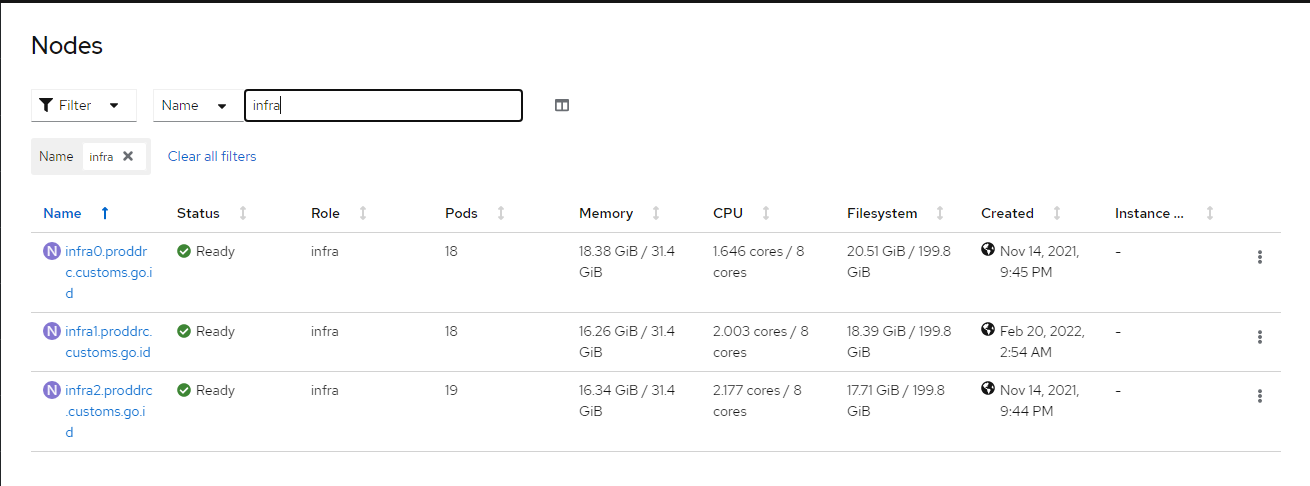 Nodes
Filter Name infra
Name infra Clear all filters
Name Status Role Pods Memory CPU Filesystem Created Instance ...
N infra0.proddr Ready infra 18 18.38 GiB / 31.4 1.646 cores / 8 20.51 GiB / 199.8 Nov 14, 2021, -
c.customs.go.i GiB cores GiB 9:45 PM
d
N infra1.proddrc. Ready infra 18 16.26 GiB / 31.4 2.003 cores / 8 18.39 GiB / 199.8 Feb 20, 2022, -
customs.go.id GiB cores GiB 2:54 AM
N infra2.proddrc Ready infra 19 16.34 GiB / 31.4 2.177 cores / 8 17.71 GiB / 199.8 Nov 14, 2021, -
.customs.go.i GiB cores GiB 9:44 PM
d